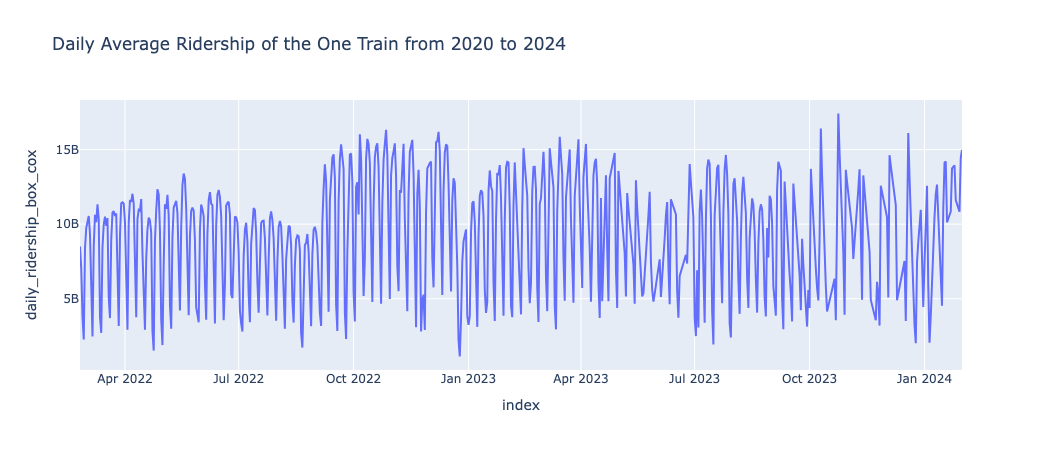 Daily Average Ridership of the One Train from 2020 to 2024
daily_ridership_box_cox
15B
10B
5B
Apr 2022 Jul 2022 Oct 2022 Jan 2023 Apr 2023 Jul 2023 Oct 2023 Jan 2024
index